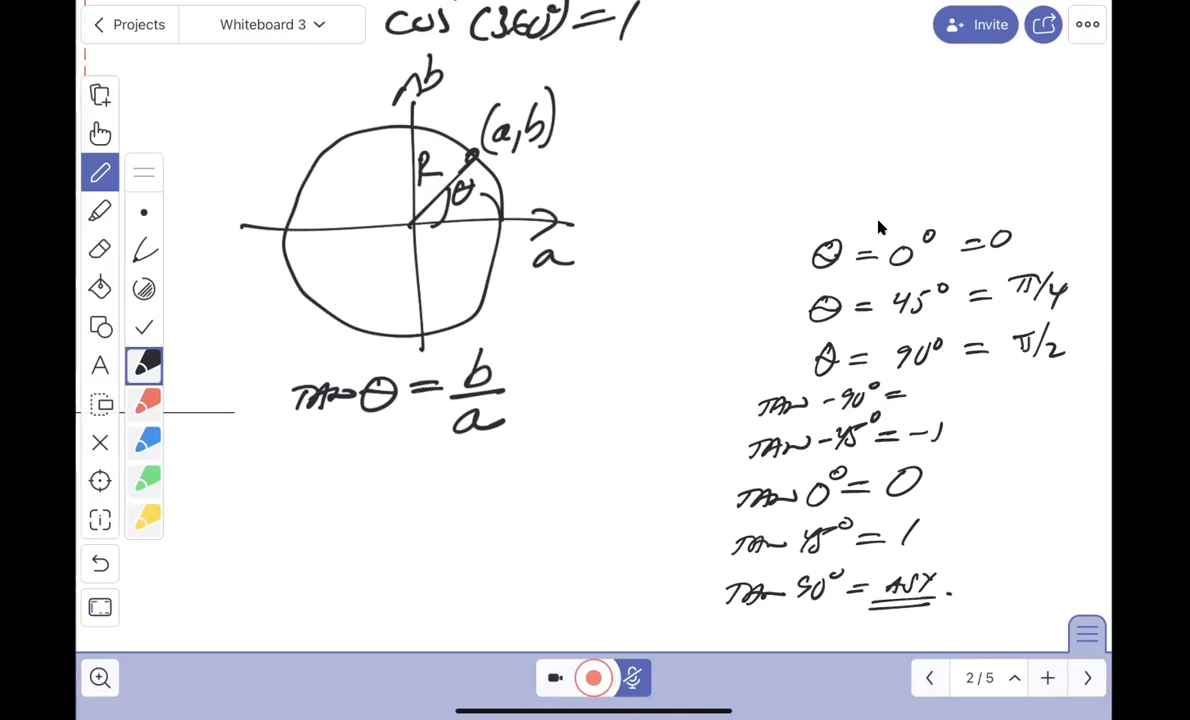 Projects
Whiteboard 3
cos (360°) = 1
Invite
b
(a,b)
R
θ
a
TAN θ = b/a
θ = 0° = 0
θ = 45° = π/4
θ = 90° = π/2
TAN -90° =
TAN -45° = -1
TAN 0° = 0
TAN 45° = 1
TAN 90° = ASY.
A
2 / 5